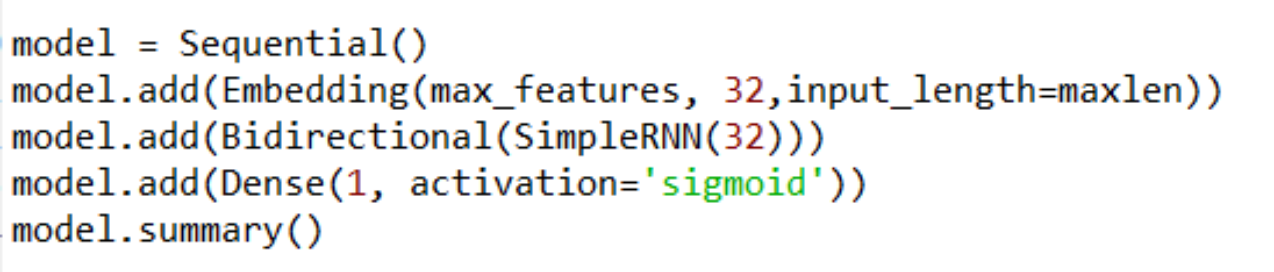 model = Sequential()
model.add(Embedding(max_features, 32,input_length=maxlen))
model.add(Bidirectional(SimpleRNN(32)))
model.add(Dense(1, activation='sigmoid'))
model.summary()